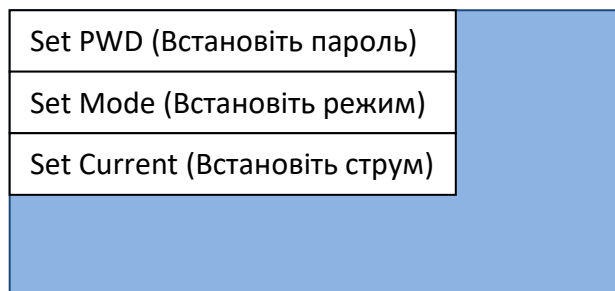 Set PWD (Встановіть пароль)
Set Mode (Встановіть режим)
Set Current (Встановіть струм)